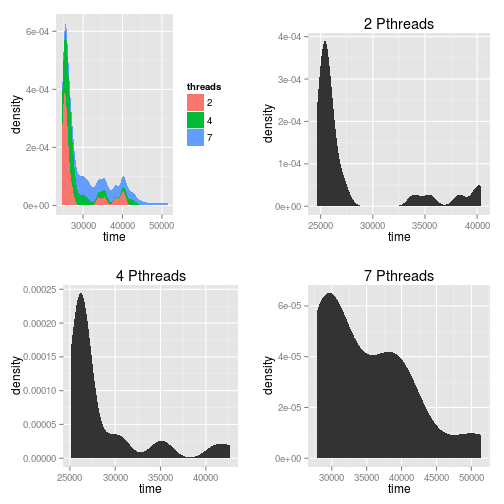 6e-04
4e-04
2e-04
0e+00
density
30000 40000 50000
time
threads
2
4
7
2 Pthreads
4e-04
3e-04
2e-04
1e-04
0e+00
density
25000 30000 35000 40000
time
4 Pthreads
0.00025
0.00020
0.00015
0.00010
0.00005
0.00000
density
25000 30000 35000 40000
time
7 Pthreads
6e-05
4e-05
2e-05
0e+00
density
30000 35000 40000 45000 50000
time